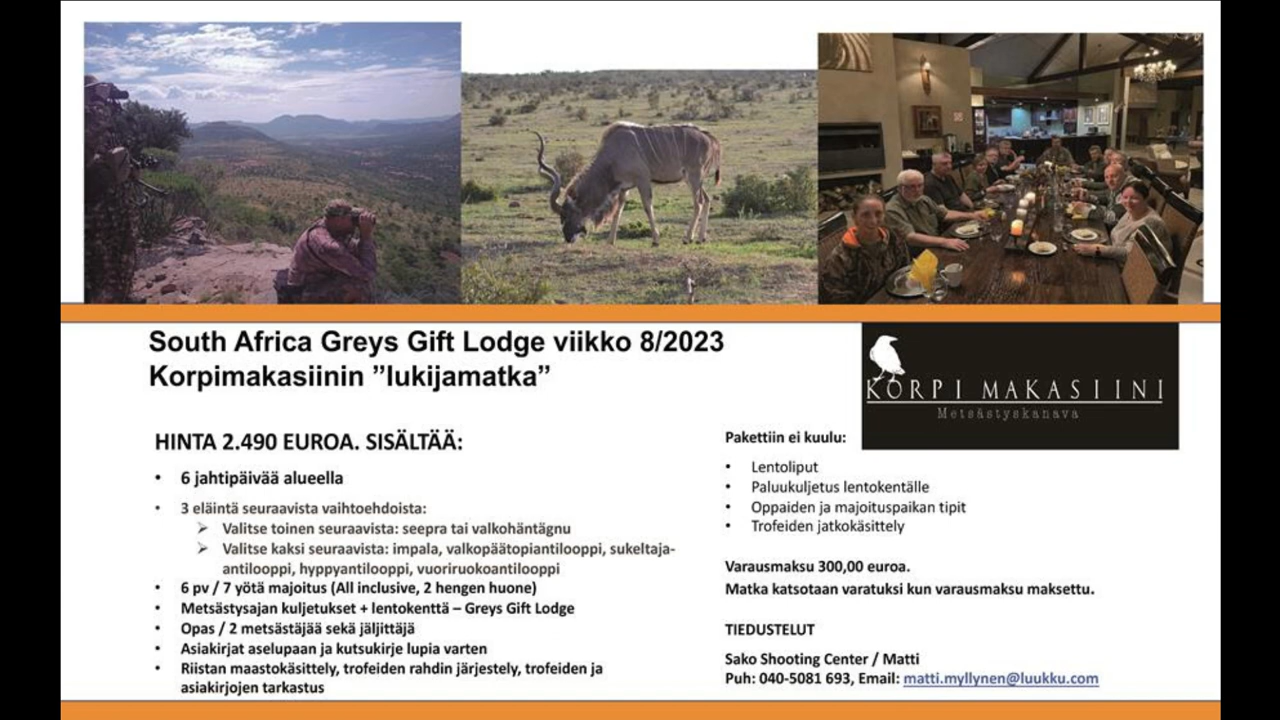 South Africa Greys Gift Lodge viikko 8/2023
Korpimakasiinin ”lukijamatka”
KORPI MAKASIINI
Metsästyskanava
HINTA 2.490 EUROA. SISÄLTÄÄ:
• 6 jahtipäivää alueella
• 3 eläintä seuraavista vaihtoehdoista:
➢ Valitse toinen seuraavista: seepra tai valkohäntägnu
➢ Valitse kaksi seuraavista: impala, valkopäätopiantilooppi, sukeltaja-
antilooppi, hyppyantilooppi, vuoriruokoantilooppi
• 6 pv / 7 yötä majoitus (All inclusive, 2 hengen huone)
• Metsästysajan kuljetukset + lentokenttä – Greys Gift Lodge
• Opas / 2 metsästäjää sekä jäljittäjä
• Asiakirjat aselupaan ja kutsukirje lupia varten
• Riistan maastokäsittely, trofeiden rahdin järjestely, trofeiden ja
asiakirjojen tarkastus
Pakettiin ei kuulu:
• Lentoliput
• Paluukuljetus lentokentälle
• Oppaiden ja majoituspaikan tipit
• Trofeiden jatkokäsittely
Varausmaksu 300,00 euroa.
Matka katsotaan varatuksi kun varausmaksu maksettu.
TIEDUSTELUT
Sako Shooting Center / Matti
Puh: 040-5081 693, Email: matti.myllynen@luukku.com